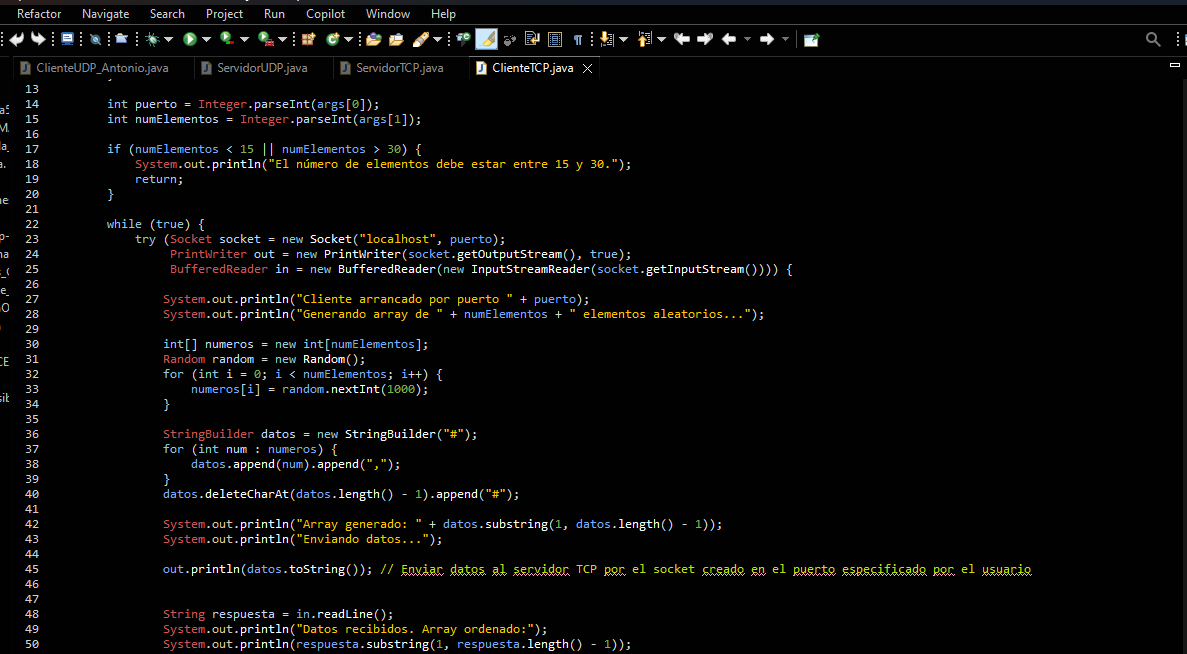 Refactor Navigate Search Project Run Copilot Window Help
ClienteUDP_Antonio.java ServidorUDP.java ServidorTCP.java ClienteTCP.java
13
14 int puerto = Integer.parseInt(args[0]);
15 int numElementos = Integer.parseInt(args[1]);
16
17 if (numElementos < 15 || numElementos > 30) {
18 System.out.println("El número de elementos debe estar entre 15 y 30.");
19 return;
20 }
21
22 while (true) {
23 try (Socket socket = new Socket("localhost", puerto);
24 PrintWriter out = new PrintWriter(socket.getOutputStream(), true);
25 BufferedReader in = new BufferedReader(new InputStreamReader(socket.getInputStream()))) {
26
27 System.out.println("Cliente arrancado por puerto " + puerto);
28 System.out.println("Generando array de " + numElementos + " elementos aleatorios...");
29
30 int[] numeros = new int[numElementos];
31 Random random = new Random();
32 for (int i = 0; i < numElementos; i++) {
33 numeros[i] = random.nextInt(1000);
34 }
35
36 StringBuilder datos = new StringBuilder("#");
37 for (int num : numeros) {
38 datos.append(num).append(",");
39 }
40 datos.deleteCharAt(datos.length() - 1).append("#");
41
42 System.out.println("Array generado: " + datos.substring(1, datos.length() - 1));
43 System.out.println("Enviando datos...");
44
45 out.println(datos.toString()); // Enviar datos al servidor TCP por el socket creado en el puerto especificado por el usuario
46
47
48 String respuesta = in.readLine();
49 System.out.println("Datos recibidos. Array ordenado:");
50 System.out.println(respuesta.substring(1, respuesta.length() - 1));